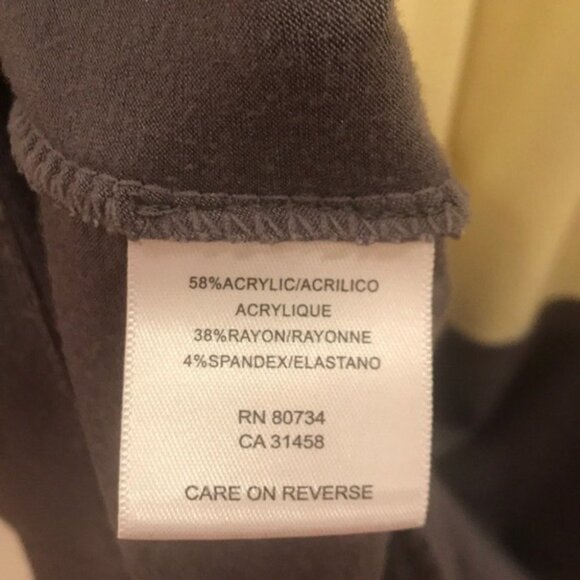 58%ACRYLIC/ACRILICO
ACRYLIQUE
38%RAYON/RAYONNE
4%SPANDEX/ELASTANO
RN 80734
CA 31458
CARE ON REVERSE